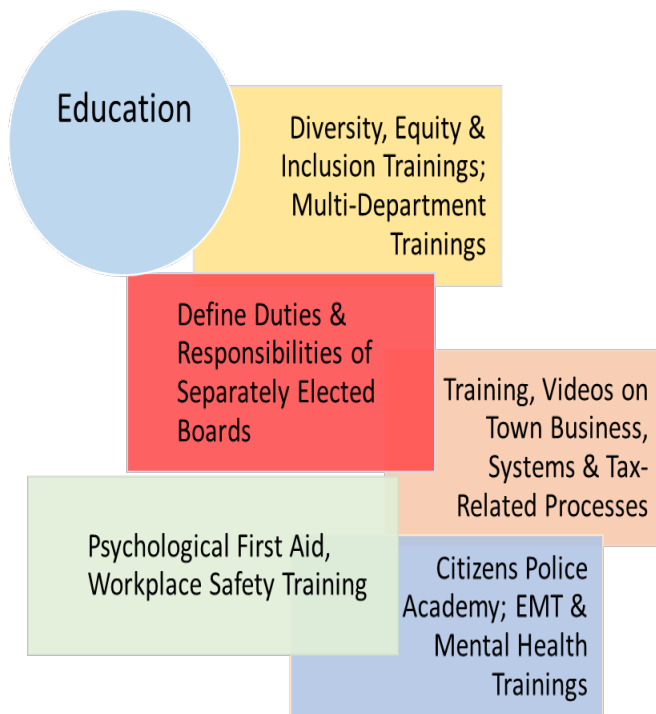 Education
Diversity, Equity &
Inclusion Trainings;
Multi-Department
Trainings
Define Duties &
Responsibilities of
Separately Elected
Boards
Training, Videos on
Town Business,
Systems & Tax-
Related Processes
Psychological First Aid,
Workplace Safety Training
Citizens Police
Academy; EMT &
Mental Health
Trainings